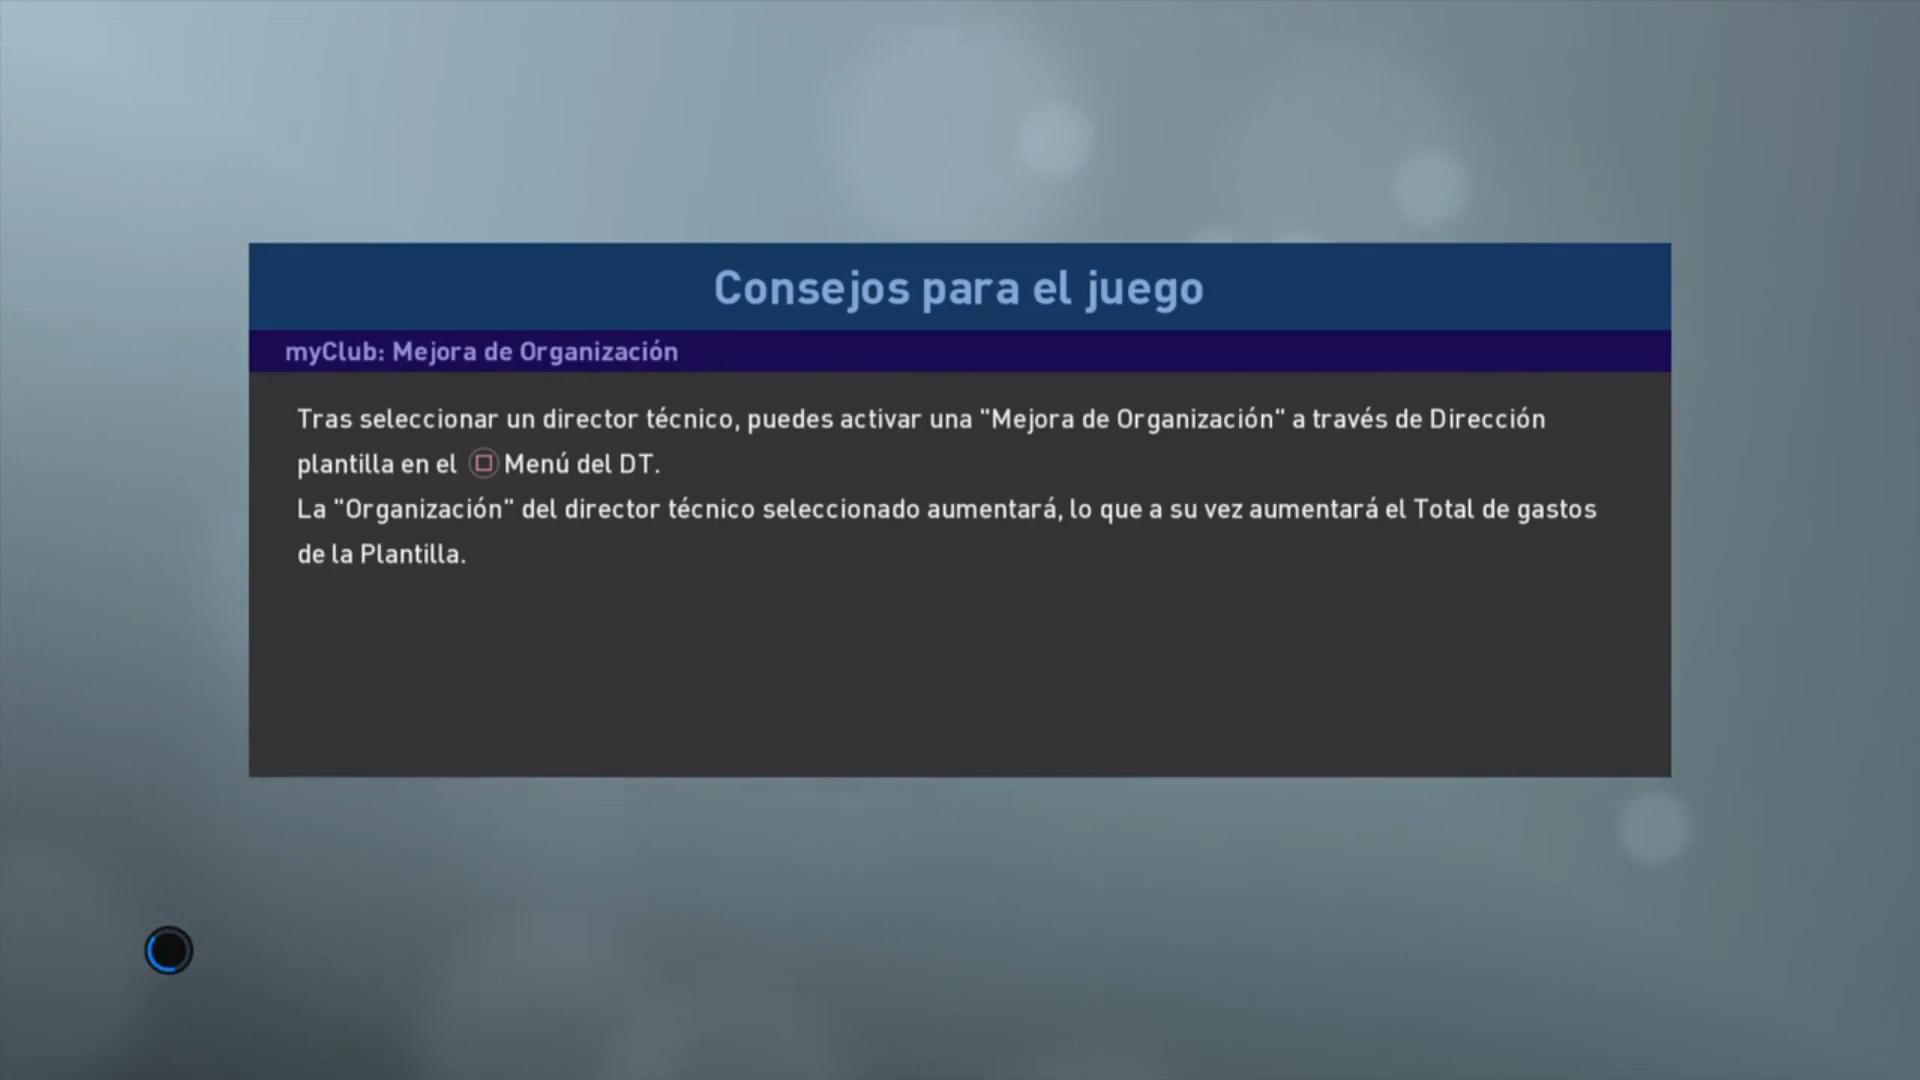 Consejos para el juego
myClub: Mejora de Organización
Tras seleccionar un director técnico, puedes activar una "Mejora de Organización" a través de Dirección
plantilla en el Menú del DT.
La "Organización" del director técnico seleccionado aumentará, lo que a su vez aumentará el Total de gastos
de la Plantilla.